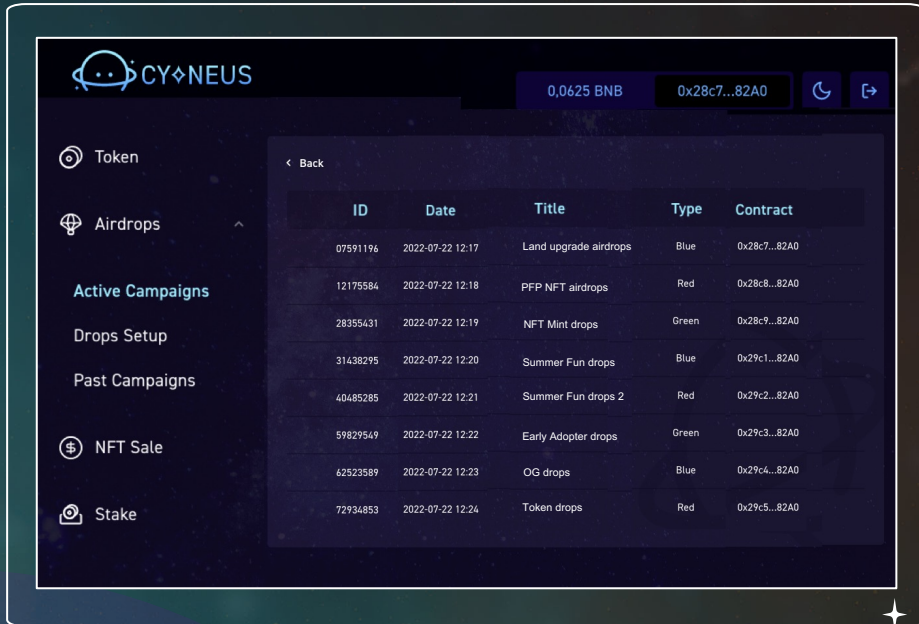 CYONEUS
0,0625 BNB 0x28c7...82A0
Token
Airdrops
Active Campaigns
Drops Setup
Past Campaigns
NFT Sale
Stake
< Back
ID Date Title Type Contract
07591196 2022-07-22 12:17 Land upgrade airdrops Blue 0x28c7...82A0
12175584 2022-07-22 12:18 PFP NFT airdrops Red 0x28c8...82A0
28355431 2022-07-22 12:19 NFT Mint drops Green 0x28c9...82A0
31438295 2022-07-22 12:20 Summer Fun drops Blue 0x29c1...82A0
40485285 2022-07-22 12:21 Summer Fun drops 2 Red 0x29c2...82A0
59829549 2022-07-22 12:22 Early Adopter drops Green 0x29c3...82A0
62523589 2022-07-22 12:23 OG drops Blue 0x29c4...82A0
72934853 2022-07-22 12:24 Token drops Red 0x29c5...82A0